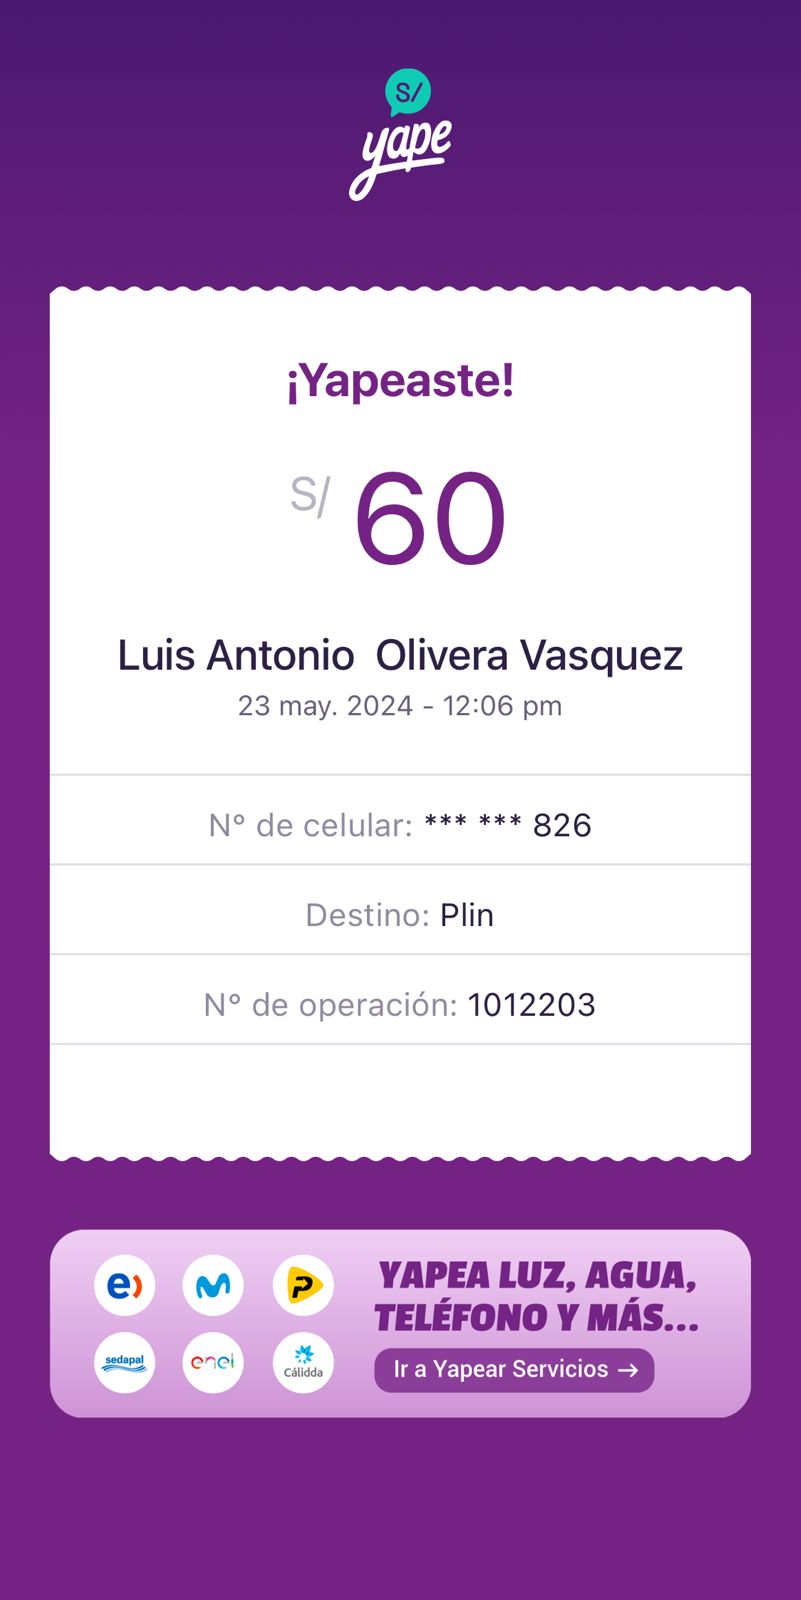 S/
yape
¡Yapeaste!
S/ 60
Luis Antonio  Olivera Vasquez
23 may. 2024 - 12:06 pm
N° de celular: *** *** 826
Destino: Plin
N° de operación: 1012203
e)
P
YAPEA LUZ, AGUA,
TELÉFONO Y MÁS...
sedapal
enel
Cálidda
Ir a Yapear Servicios →